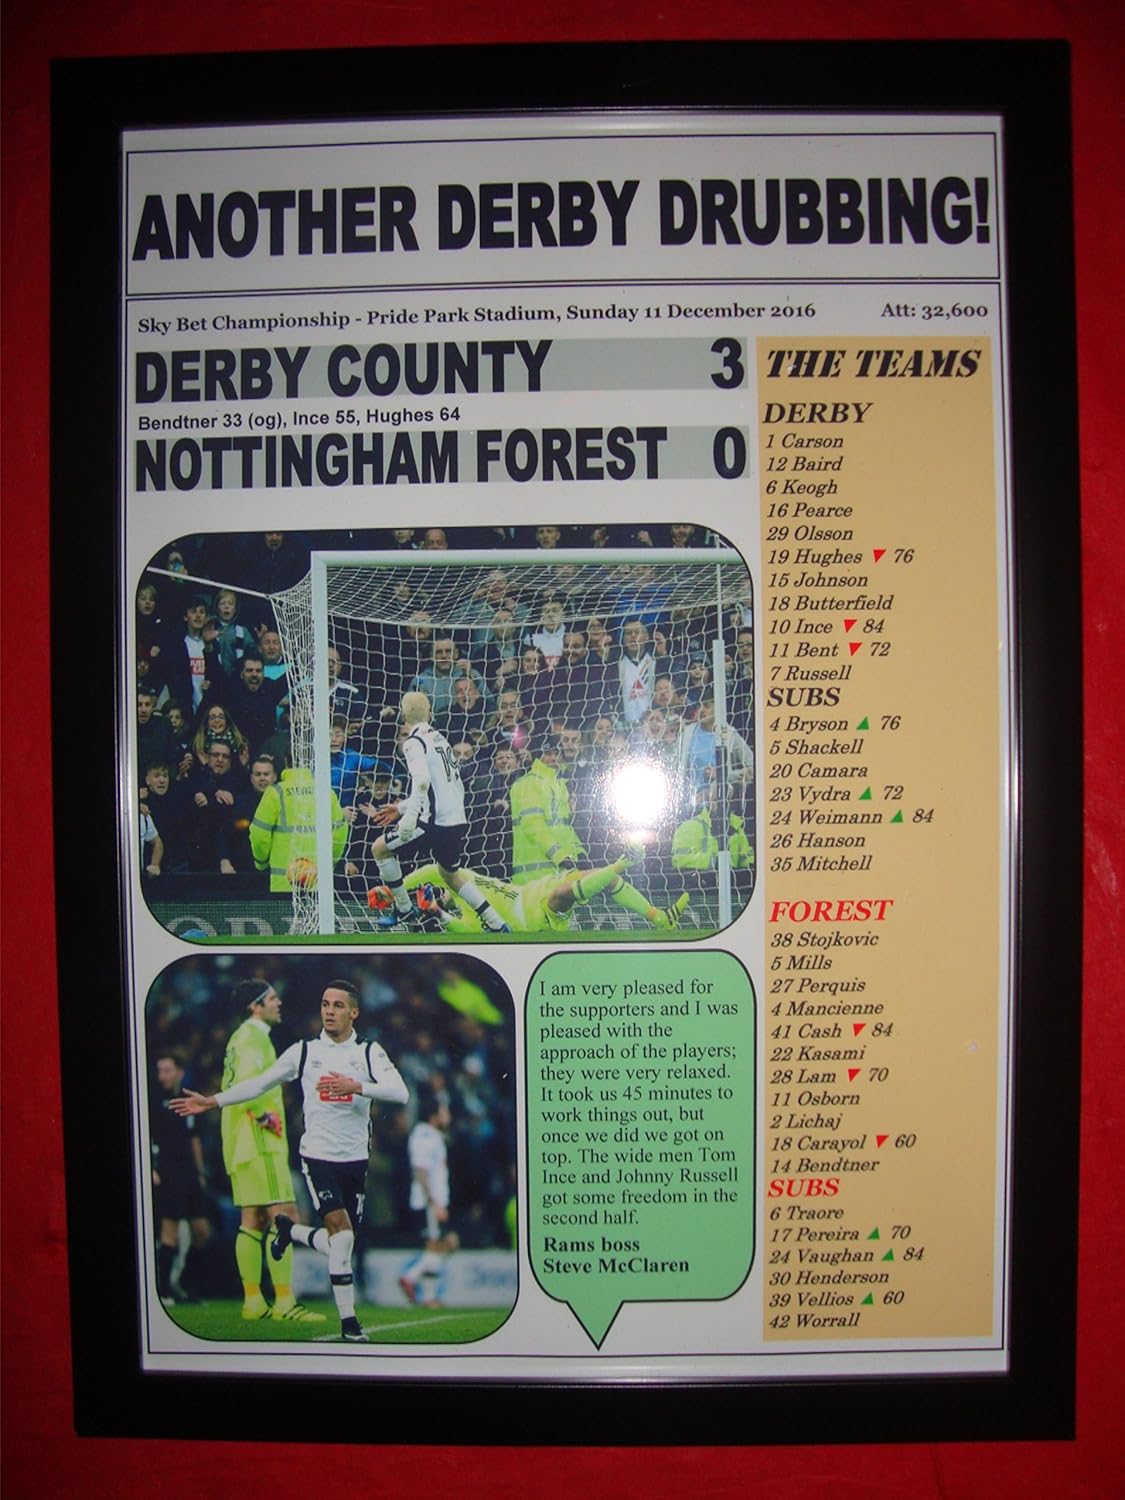 ANOTHER DERBY DRUBBING!
Sky Bet Championship - Pride Park Stadium, Sunday 11 December 2016 Att: 32,600
DERBY COUNTY 3
Bendtner 33 (og), Ince 55, Hughes 64
NOTTINGHAM FOREST 0
I am very pleased for
the supporters and I was
pleased with the
approach of the players;
they were very relaxed.
It took us 45 minutes to
work things out, but
once we did we got on
top. The wide men Tom
Ince and Johnny Russell
got some freedom in the
second half.
Rams boss
Steve McClaren
THE TEAMS
DERBY
1 Carson
12 Baird
6 Keogh
16 Pearce
29 Olsson
19 Hughes ▼ 76
15 Johnson
18 Butterfield
10 Ince ▼ 84
11 Bent ▼ 72
7 Russell
SUBS
4 Bryson ▲ 76
5 Shackell
20 Camara
23 Vydra ▲ 72
24 Weimann ▲ 84
26 Hanson
35 Mitchell
FOREST
38 Stojkovic
5 Mills
27 Perquis
4 Mancienne
41 Cash ▼ 84
22 Kasami
28 Lam ▼ 70
11 Osborn
2 Lichaj
18 Carayol ▼ 60
14 Bendtner
SUBS
6 Traore
17 Pereira ▲ 70
24 Vaughan ▲ 84
30 Henderson
39 Vellios ▲ 60
42 Worrall